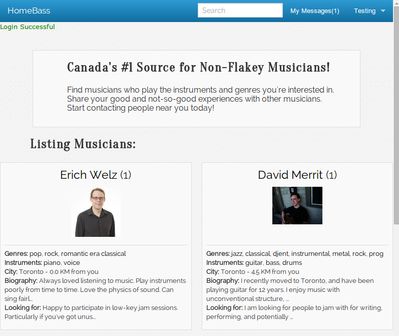 HomeBass
Search
My Messages(1)
Testing
Login Successful
Canada's #1 Source for Non-Flakey Musicians!
Find musicians who play the instruments and genres you're interested in.
Share your good and not-so-good experiences with other musicians.
Start contacting people near you today!
Listing Musicians:
Erich Welz (1)
Genres: pop, rock, romantic era classical
Instruments: piano, voice
City: Toronto - 0.0 KM from you
Biography: Always loved listening to music. Play instruments
poorly from time to time. Love the physics of sound. Can
sing fairl...
Looking for: Happy to participate in low-key jam sessions.
Particularly if you've got unus...
David Merrit (1)
Genres: jazz, classical, djent, instrumental, metal, rock, prog
Instruments: guitar, bass, drums
City: Toronto - 4.5 KM from you
Biography: I recently moved to Toronto, and have been
playing guitar for 12 years. I enjoy music with
unconventional structure, ...
Looking for: I am looking for people to jam with for writing,
performing, and potentially ...